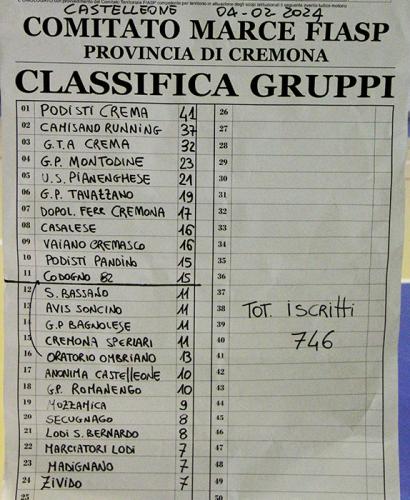 CASTELLEONE 04-02-2024
COMITATO MARCE FIASP
PROVINCIA DI CREMONA
CLASSIFICA GRUPPI
01 PODISTI CREMA 41
02 CAMISANO RUNNING 37
03 G.T.A CREMA 32
04 G.P. MONTODINE 23
05 U.S. PIANENGHESE 21
06 G.P. TAVAZZANO 19
07 DOPOL. FERR CREMONA 17
08 CASALESE 16
09 VAIANO CREMASCO 16
10 PODISTI PANDINO 15
11 CODOGNO 82 15
12 S. BASSANO 11
13 AVIS SONCINO 11
14 G.P BAGNOLESE 11
15 CREMONA SPERIARI 11
16 ORATORIO OMBRIANO 13
17 ANONIMA CASTELLEONE 10
18 G.P. ROMANENGO 10
19 MOZZANICA 9
20 SECUGNAGO 8
21 LODI S. BERNARDO 8
22 MARCIATORI LODI 7
23 MADIGNANO 7
24 ZIVIDO 7
25
26
27
28
29
30
31
32
33
34
35
36
37
38
39
40
41
42
43
44
45
46
47
48
49
50
TOT. ISCRITTI
746